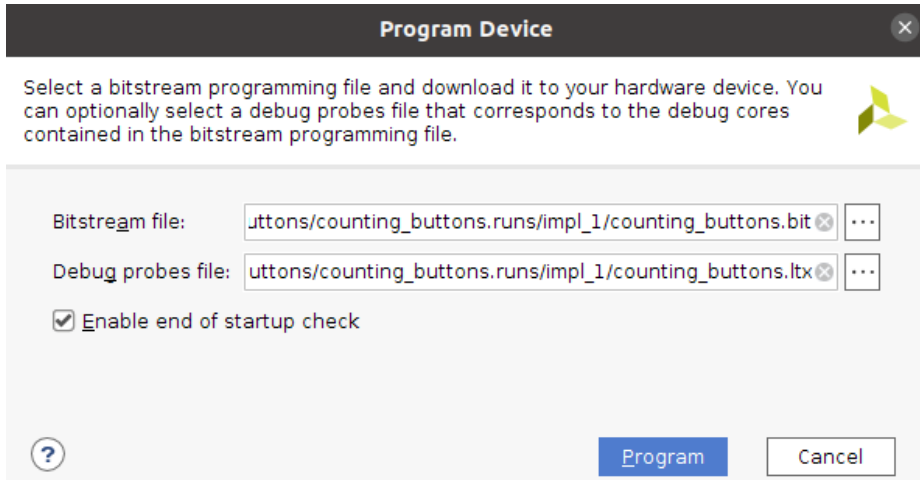 Program Device
Select a bitstream programming file and download it to your hardware device. You
can optionally select a debug probes file that corresponds to the debug cores
contained in the bitstream programming file.
Bitstream file: uttons/counting_buttons.runs/impl_1/counting_buttons.bit ...
Debug probes file: uttons/counting_buttons.runs/impl_1/counting_buttons.ltx ...
Enable end of startup check
? Program Cancel